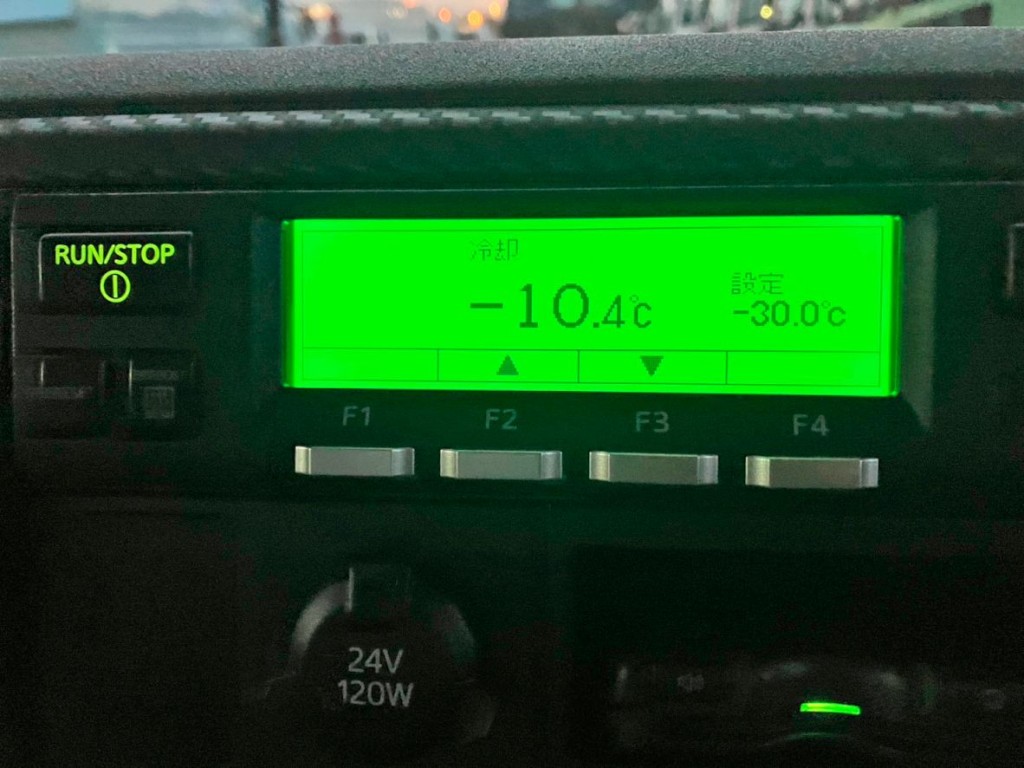 RUN/STOP
冷却
-10.4℃
設定
-30.0℃
▲ ▼
F1 F2 F3 F4
24V
120W